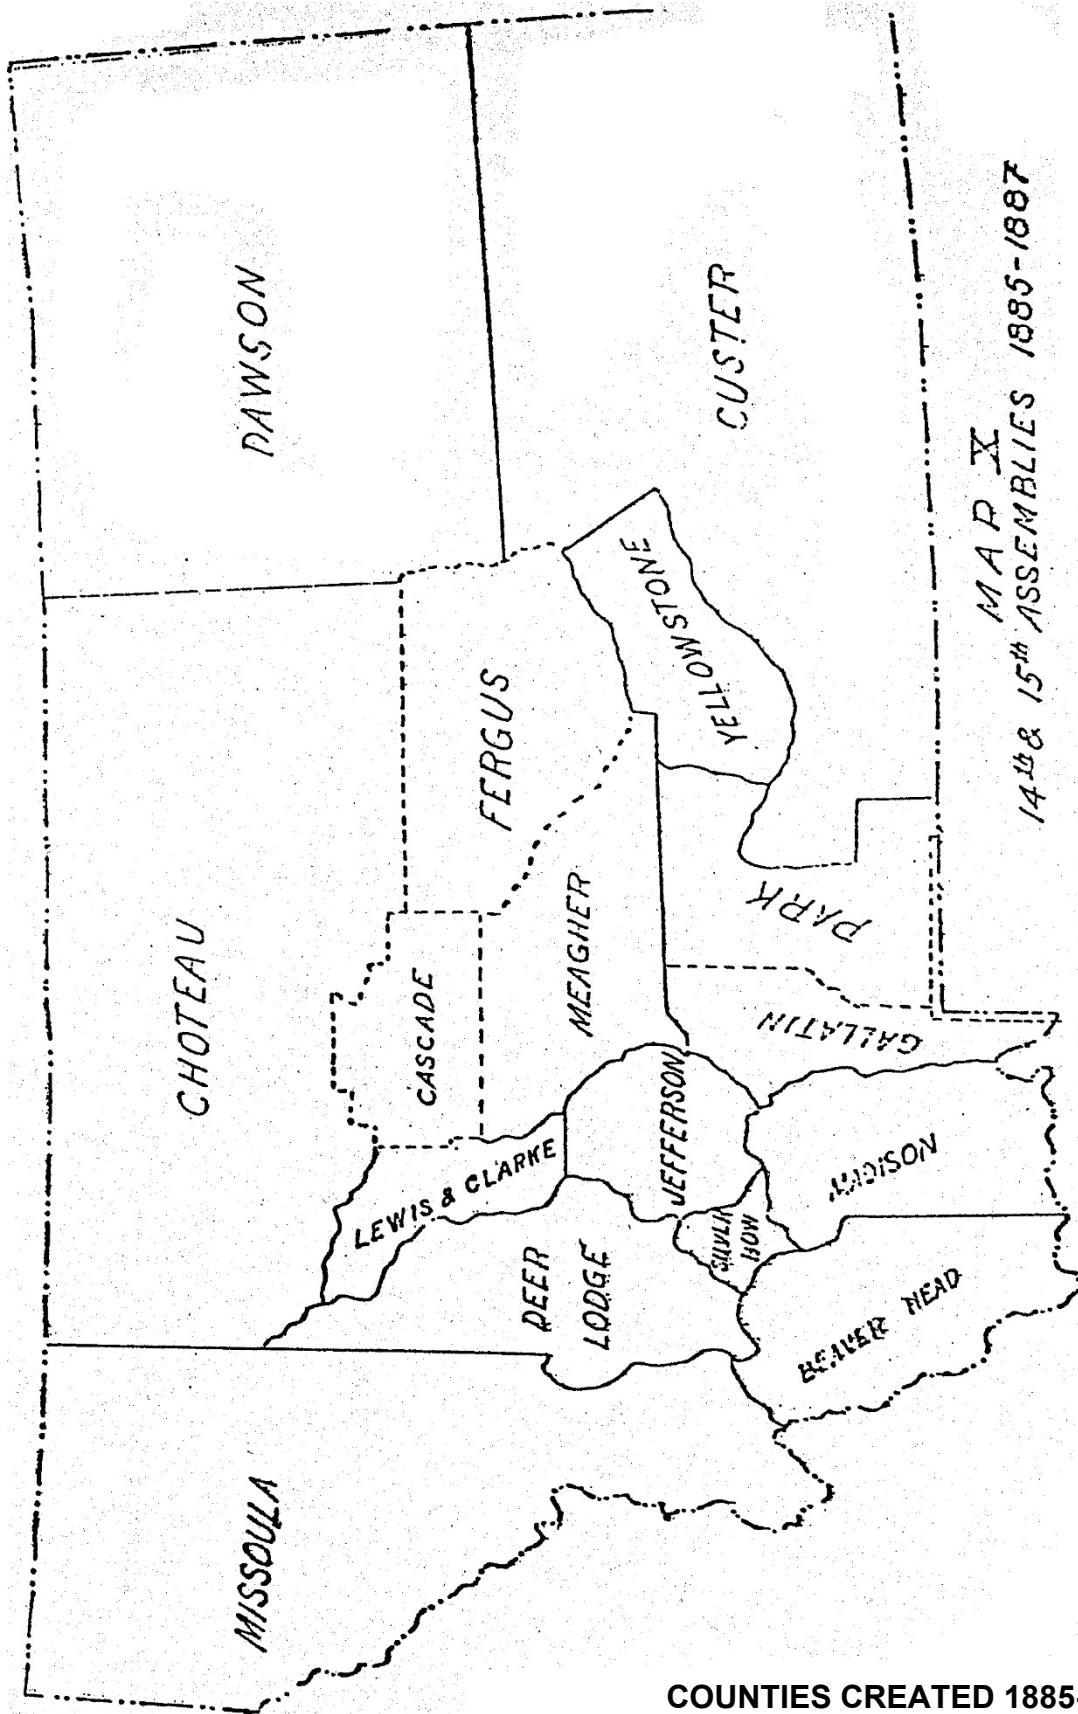 DAWSON
CUSTER
CHOTEAU
FERGUS
YELLOWSTONE
CASCADE
MEAGHER
PARK
GALLATIN
LEWIS & CLARKE
JEFFERSON
MADISON
DEER
LODGE
BEAVER HEAD
MISSOULA
MAP X
14th & 15th ASSEMBLIES 1885-1887
COUNTIES CREATED 1885-